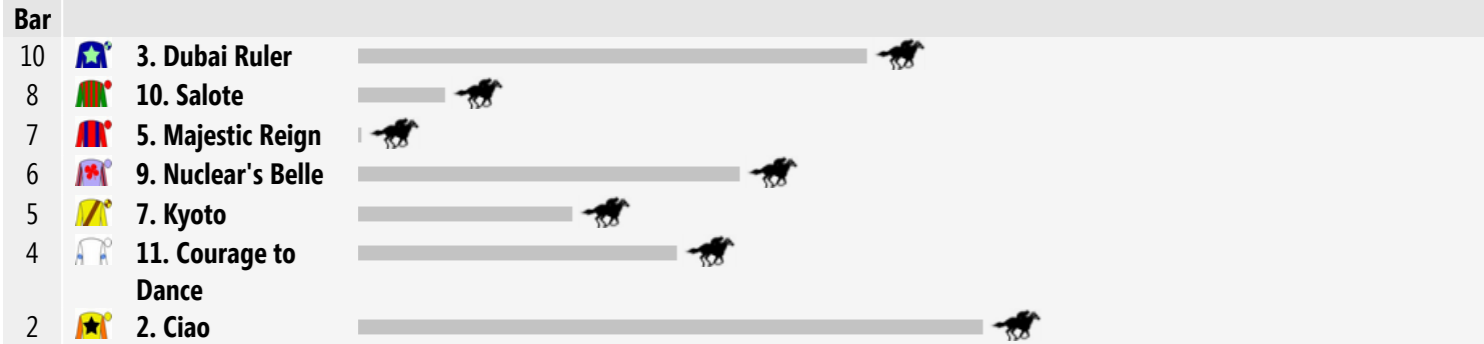 Bar
10 3. Dubai Ruler
8 10. Salote
7 5. Majestic Reign
6 9. Nuclear's Belle
5 7. Kyoto
4 11. Courage to
Dance
2 2. Ciao